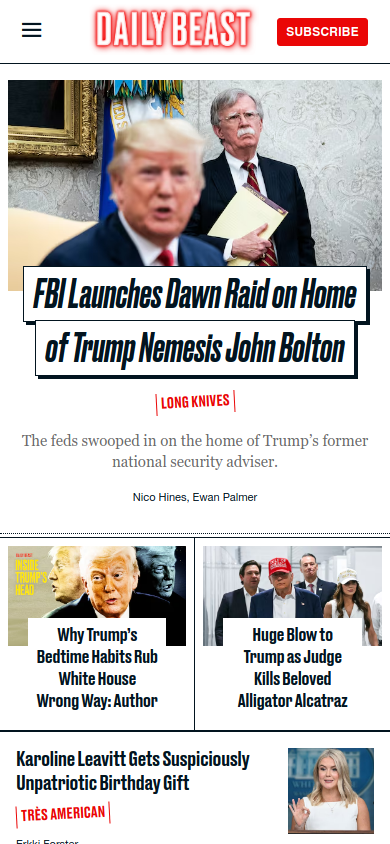 DAILY BEAST
SUBSCRIBE
FBI Launches Dawn Raid on Home
of Trump Nemesis John Bolton
LONG KNIVES
The feds swooped in on the home of Trump's former
national security adviser.
Nico Hines, Ewan Palmer
INSIDE
TRUMP'S
HEAD
Why Trump's
Bedtime Habits Rub
White House
Wrong Way: Author
Huge Blow to
Trump as Judge
Kills Beloved
Alligator Alcatraz
Karoline Leavitt Gets Suspiciously
Unpatriotic Birthday Gift
TRÈS AMERICAN